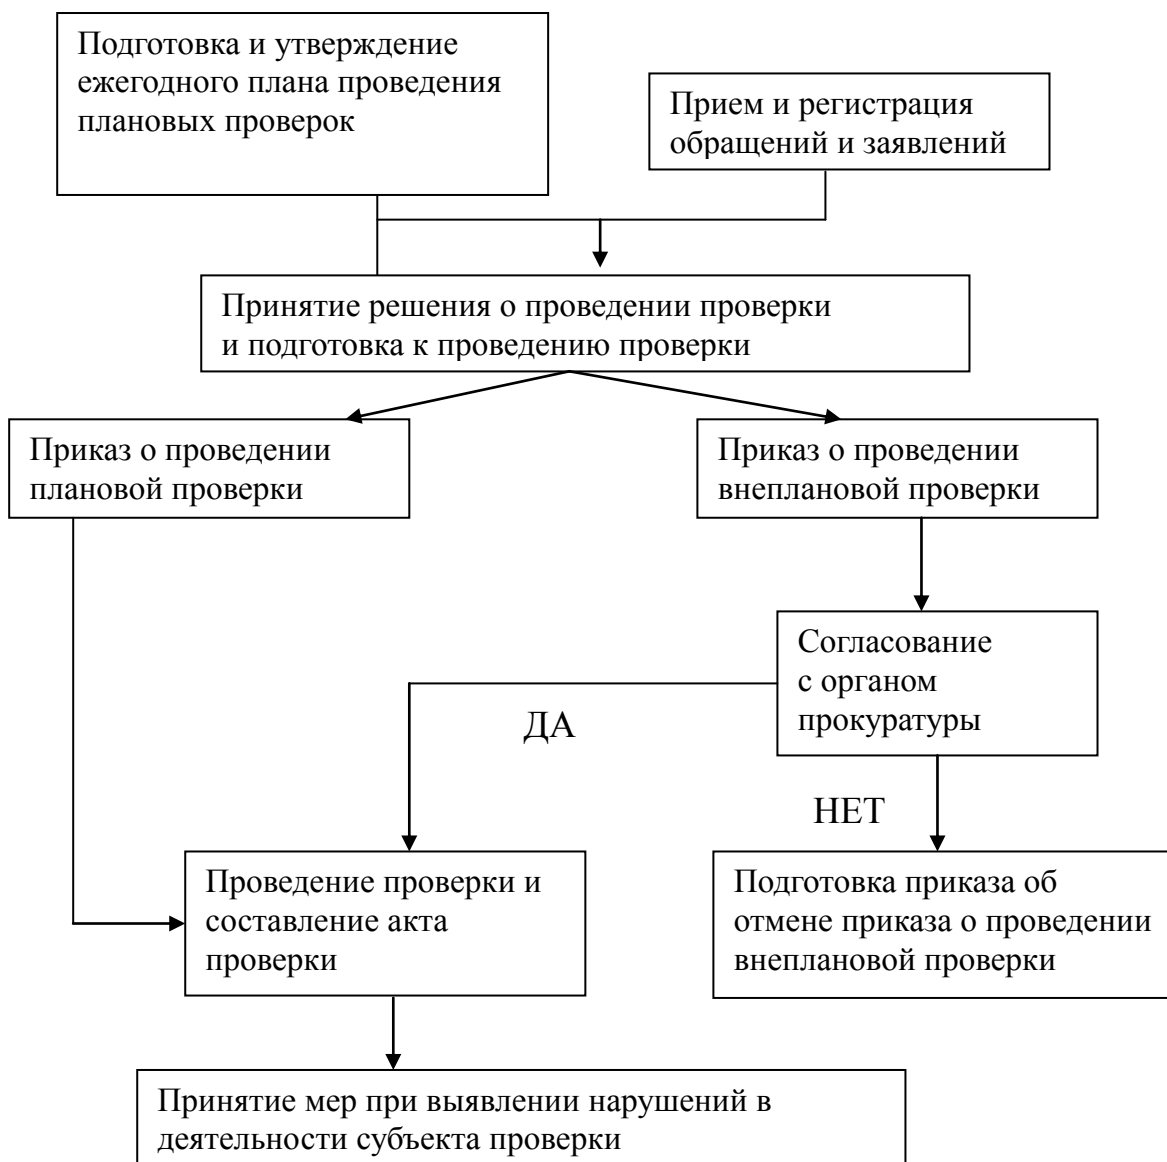 Подготовка и утверждение
ежегодного плана проведения
плановых проверок
Прием и регистрация
обращений и заявлений
Принятие решения о проведении проверки
и подготовка к проведению проверки
Приказ о проведении
плановой проверки
Приказ о проведении
внеплановой проверки
Согласование
с органом
прокуратуры
ДА
НЕТ
Проведение проверки и
составление акта
проверки
Подготовка приказа об
отмене приказа о проведении
внеплановой проверки
Принятие мер при выявлении нарушений в
деятельности субъекта проверки